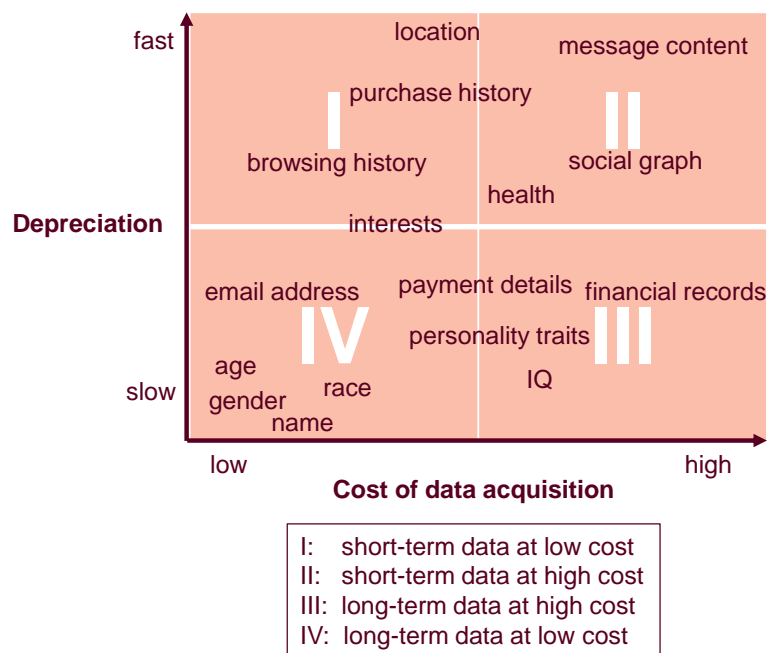 fast
location
message content
purchase history
I
II
browsing history
social graph
health
Depreciation
interests
email address
payment details
financial records
IV
personality traits
III
age
IQ
slow
race
gender
name
low
high
Cost of data acquisition
I: short-term data at low cost
II: short-term data at high cost
III: long-term data at high cost
IV: long-term data at low cost